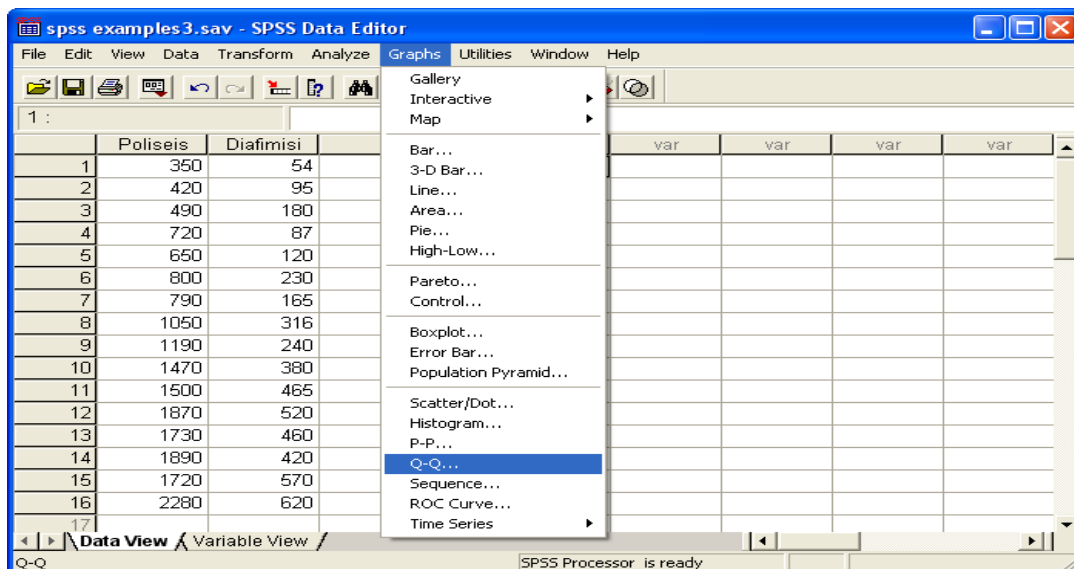 spss examples3.sav - SPSS Data Editor
File Edit View Data Transform Analyze Graphs Utilities Window Help
1 :
Poliseis Diafimisi var var var var
1 350 54
2 420 95
3 490 180
4 720 87
5 650 120
6 800 230
7 790 165
8 1050 316
9 1190 240
10 1470 380
11 1500 465
12 1870 520
13 1730 460
14 1890 420
15 1720 570
16 2280 620
17
Gallery
Interactive
Map
Bar...
3-D Bar...
Line...
Area...
Pie...
High-Low...
Pareto...
Control...
Boxplot...
Error Bar...
Population Pyramid...
Scatter/Dot...
Histogram...
P-P...
Q-Q...
Sequence...
ROC Curve...
Time Series
Data View Variable View
Q-Q SPSS Processor is ready